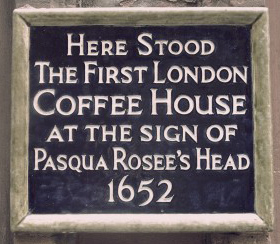 Here Stood
The First London
Coffee House
at the sign of
Pasqua Rosee's Head
1652